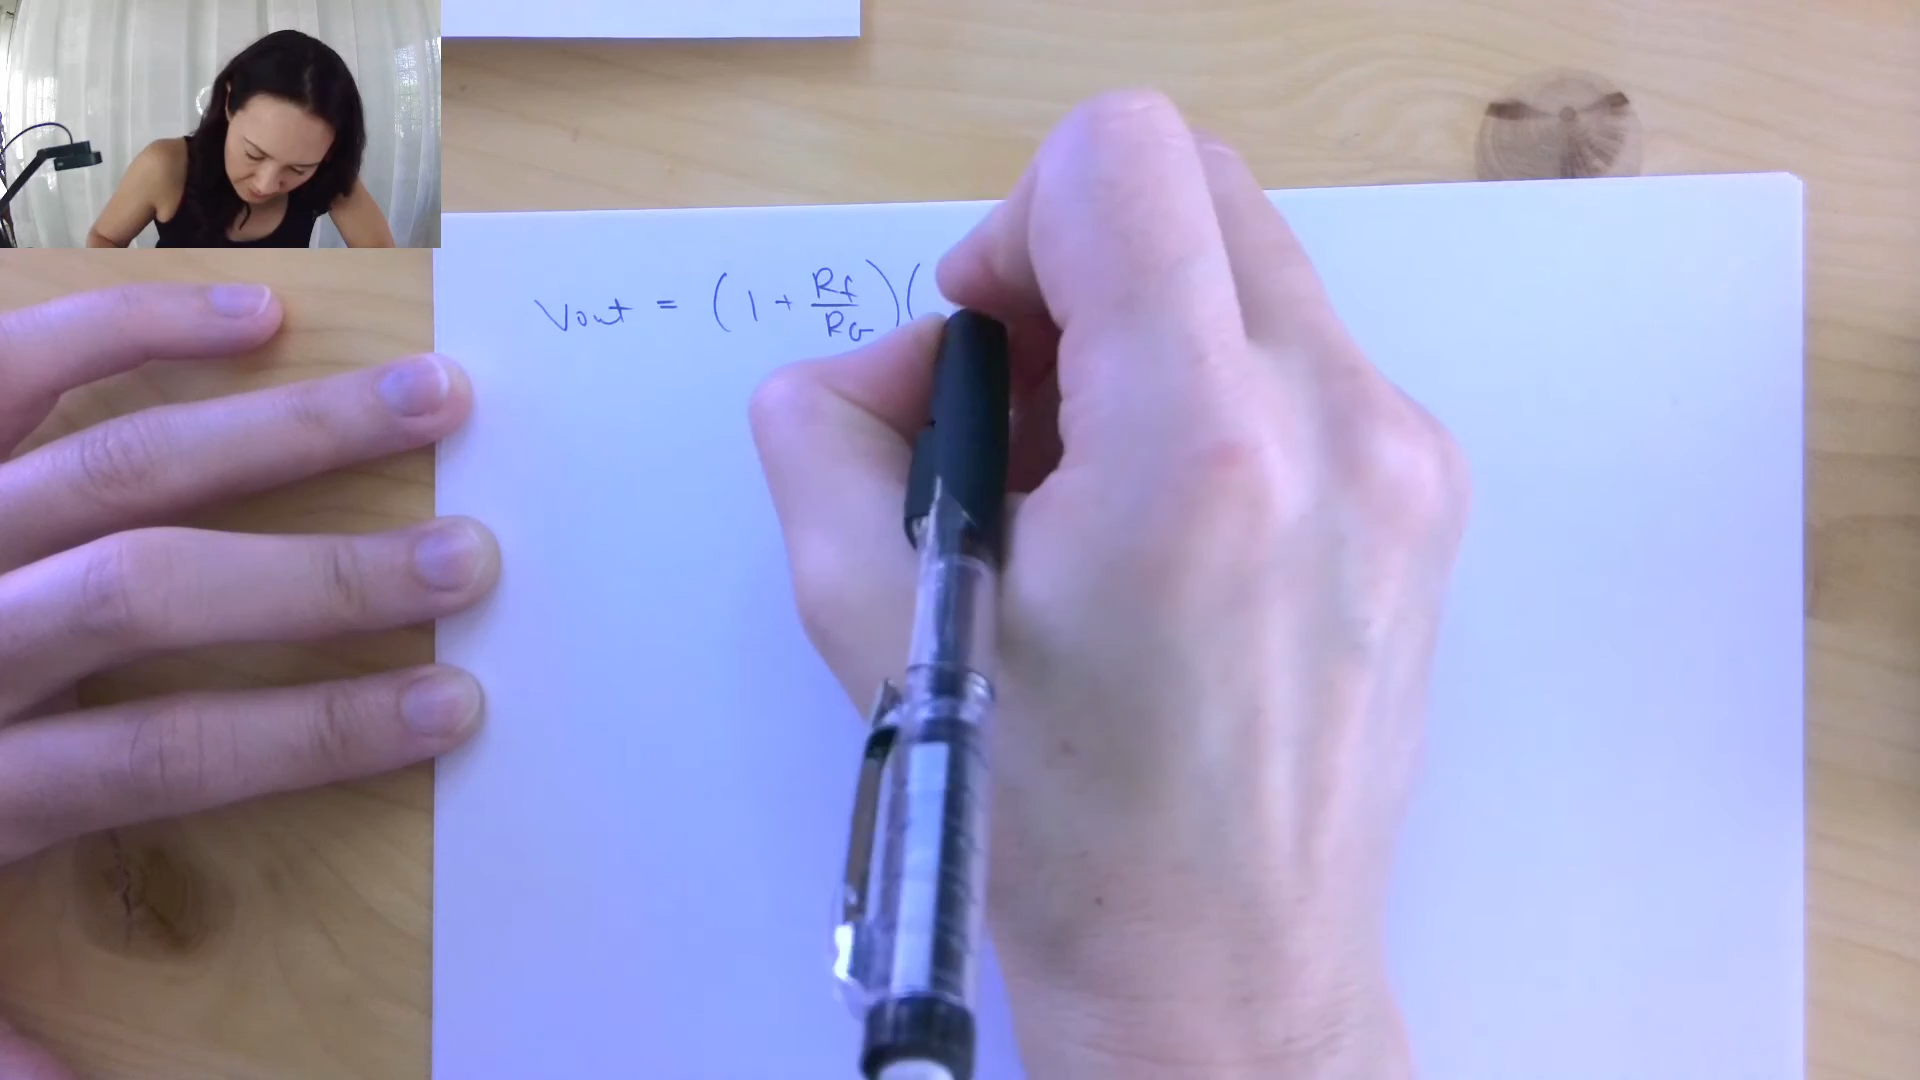 Vout = (1 + Rf/RG)(